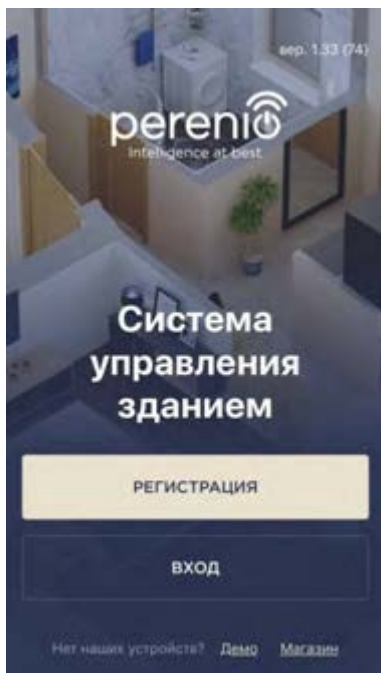 вер. 1.33 (74)
perenio
Intelligence at best
Система
управления
зданием
РЕГИСТРАЦИЯ
ВХОД
Нет наших устройств? Демо Магазин